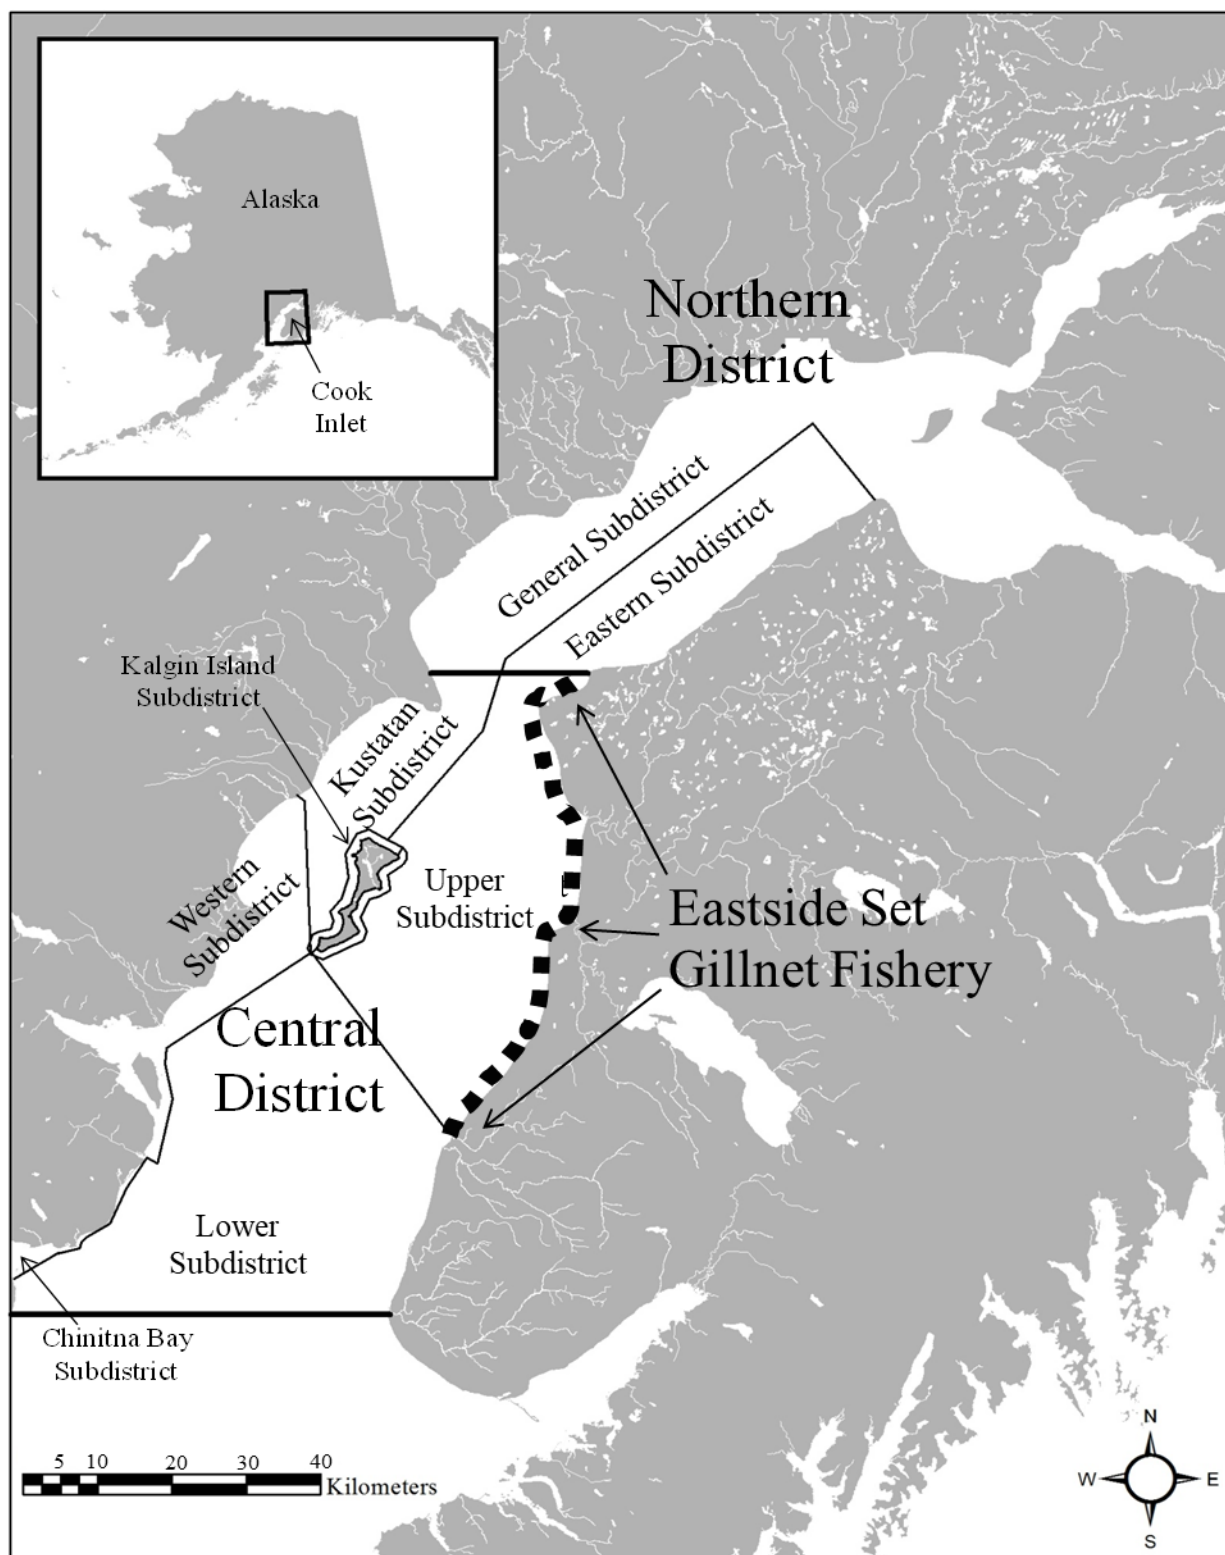 Alaska
Cook
Inlet
Northern
District
General Subdistrict
Eastern Subdistrict
Kalgin Island
Subdistrict
Kustatan
Subdistrict
Western
Subdistrict
Upper
Subdistrict
Eastside Set
Gillnet Fishery
Central
District
Lower
Subdistrict
Chinitna Bay
Subdistrict
5 10 20 30 40
Kilometers
N
W E
S